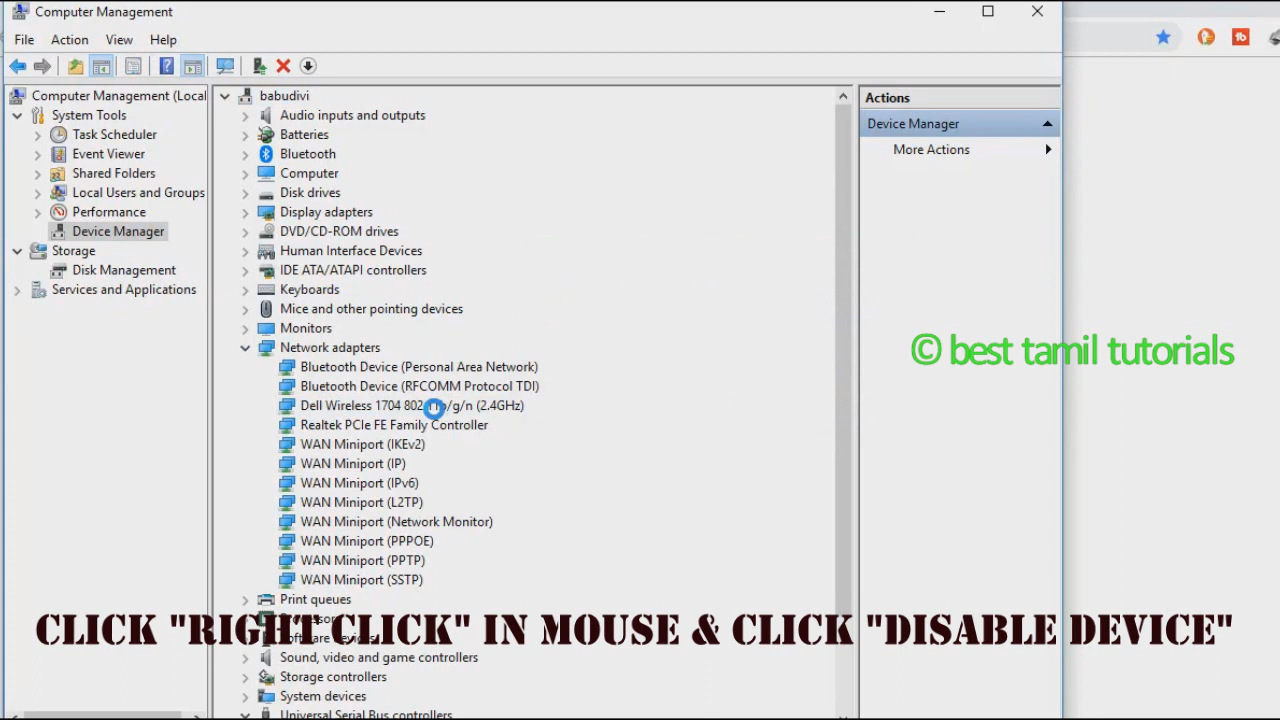 Computer Management
File Action View Help
Computer Management (Local
System Tools
Task Scheduler
Event Viewer
Shared Folders
Local Users and Groups
Performance
Device Manager
Storage
Disk Management
Services and Applications
babudivi
Audio inputs and outputs
Batteries
Bluetooth
Computer
Disk drives
Display adapters
DVD/CD-ROM drives
Human Interface Devices
IDE ATA/ATAPI controllers
Keyboards
Mice and other pointing devices
Monitors
Network adapters
Bluetooth Device (Personal Area Network)
Bluetooth Device (RFCOMM Protocol TDI)
Dell Wireless 1704 /g/n (2.4GHz)
Realtek PCIe FE Family Controller
WAN Miniport (IKEv2)
WAN Miniport (IP)
WAN Miniport (IPv6)
WAN Miniport (L2TP)
WAN Miniport (Network Monitor)
WAN Miniport (PPPOE)
WAN Miniport (PPTP)
WAN Miniport (SSTP)
Print queues
Sound, video and game controllers
Storage controllers
System devices
Universal Serial Bus controllers
Actions
Device Manager
More Actions
© best tamil tutorials
CLICK "RIGHT CLICK" IN MOUSE & CLICK "DISABLE DEVICE"